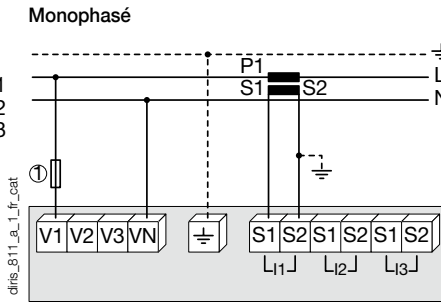 Monophasé
P1
L
1
S1 S2
N
2
3
①
V1 V2 V3 VN S1 S2 S1 S2 S1 S2
I1 I2 I3
diris_811_a_1_fr_cat